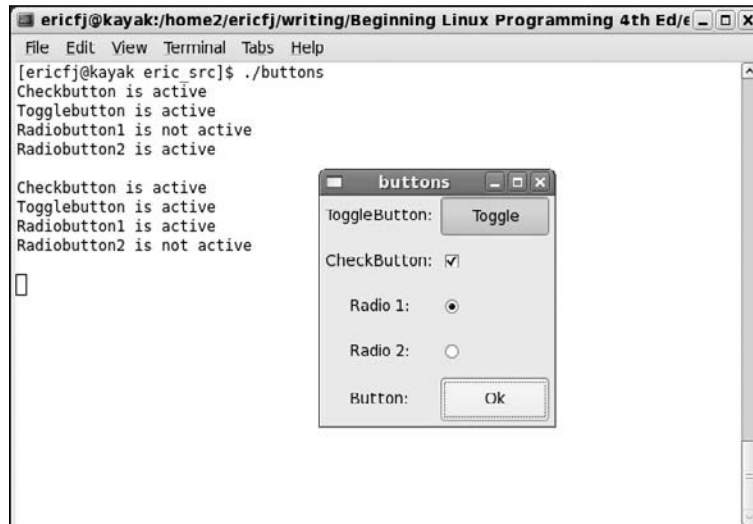 ericfj@kayak:/home2/ericfj/writing/Beginning Linux Programming 4th Ed/e
File Edit View Terminal Tabs Help
[ericfj@kayak eric_src]$ ./buttons
Checkbutton is active
Togglebutton is active
Radiobutton1 is not active
Radiobutton2 is active
Checkbutton is active
Togglebutton is active
Radiobutton1 is active
Radiobutton2 is not active
buttons
ToggleButton: Toggle
CheckButton:
Radio 1:
Radio 2:
Button: Ok